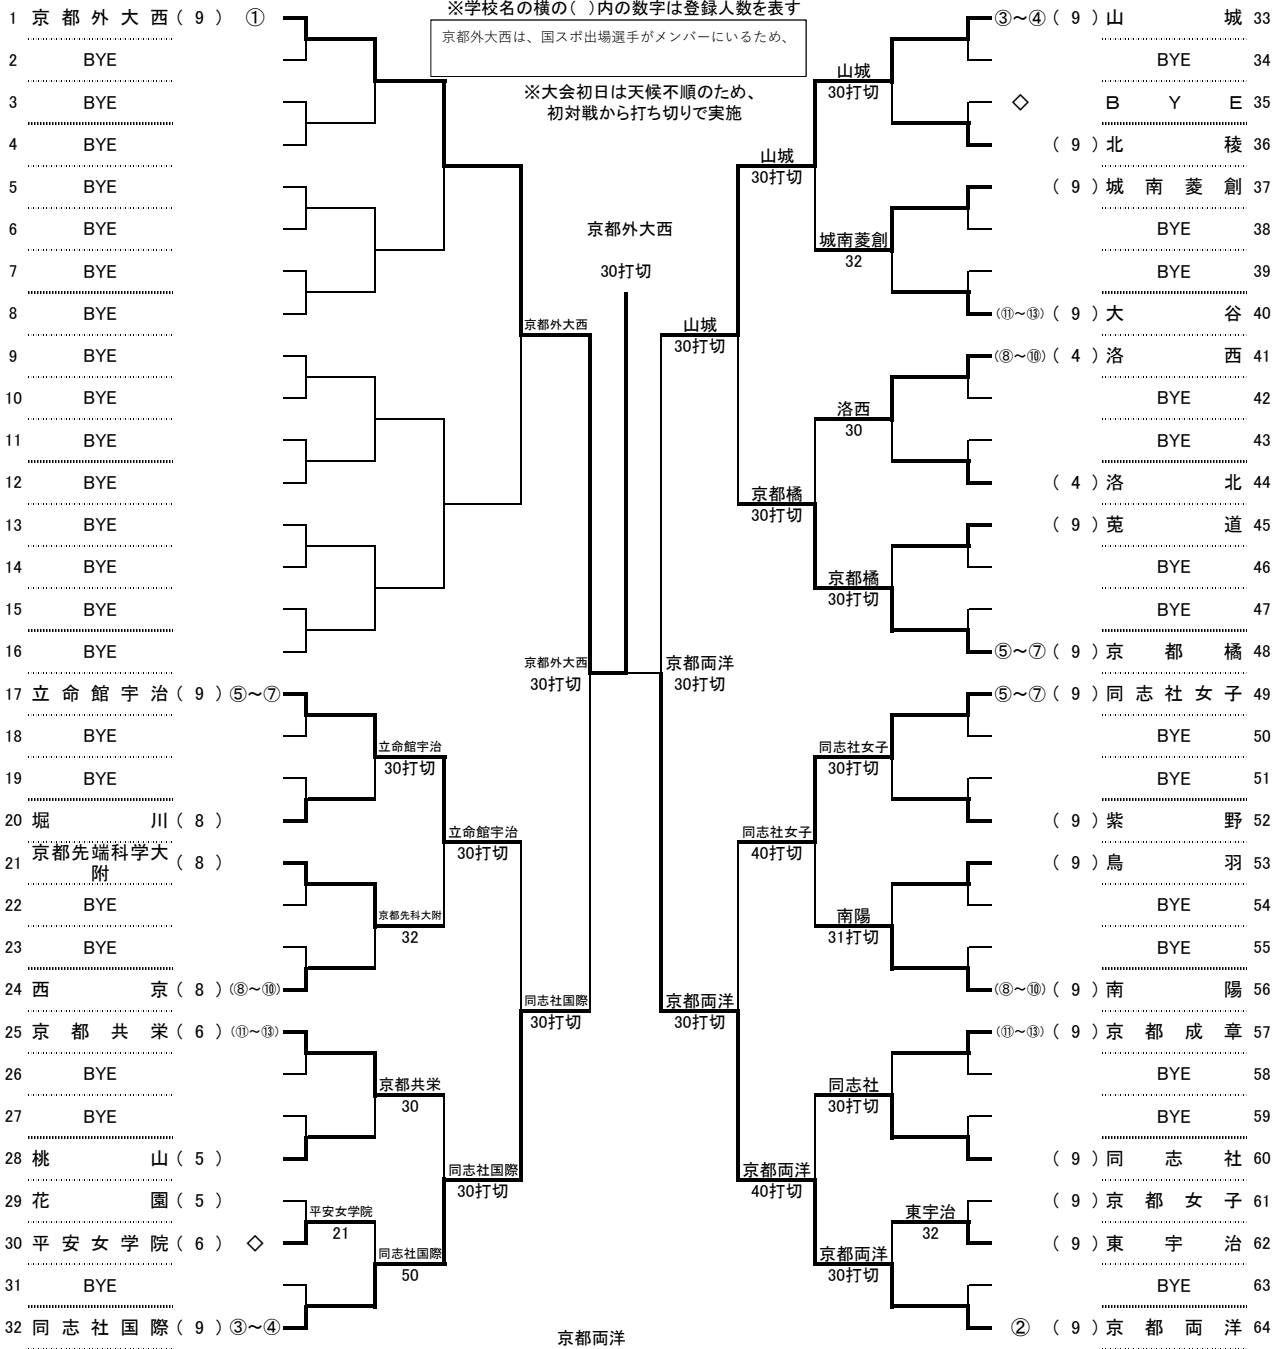 ※学校名の横の( )内の数字は登録人数を表す
京都外大西は、国スポ出場選手がメンバーにいるため、
※大会初日は天候不順のため、
初対戦から打ち切りで実施
1 京都外大西 ( 9 ) ①
2 BYE
3 BYE
4 BYE
5 BYE
6 BYE
7 BYE
8 BYE
9 BYE
10 BYE
11 BYE
12 BYE
13 BYE
14 BYE
15 BYE
16 BYE
17 立命館宇治 ( 9 ) ⑤～⑦
18 BYE
19 BYE
20 堀川 ( 8 )
21 京都先端科学大
附 ( 8 )
22 BYE
23 BYE
24 西京 ( 8 ) (⑧～⑩)
25 京都共栄 ( 6 ) (⑪～⑬)
26 BYE
27 BYE
28 桃山 ( 5 )
29 花園 ( 5 )
30 平安女学院 ( 6 ) ◇
31 BYE
32 同志社国際 ( 9 ) ③～④
立命館宇治
30打切
京都先科大附
32
京都共栄
30
平安女学院
21
同志社国際
50
立命館宇治
30打切
同志社国際
30打切
京都外大西
同志社国際
30打切
京都外大西
30打切
京都外大西
30打切
京都両洋
30打切
山城
30打切
京都両洋
30打切
山城
30打切
京都橘
30打切
同志社女子
40打切
京都両洋
40打切
山城
30打切
城南菱創
32
洛西
30
京都橘
30打切
同志社女子
30打切
南陽
31打切
同志社
30打切
東宇治
32
京都両洋
30打切
③～④ ( 9 ) 山城 33
BYE 34
◇ BYE 35
( 9 ) 北稜 36
( 9 ) 城南菱創 37
BYE 38
BYE 39
(⑪～⑬) ( 9 ) 大谷 40
(⑧～⑩) ( 4 ) 洛西 41
BYE 42
BYE 43
( 4 ) 洛北 44
( 9 ) 莵道 45
BYE 46
BYE 47
⑤～⑦ ( 9 ) 京都橘 48
⑤～⑦ ( 9 ) 同志社女子 49
BYE 50
BYE 51
( 9 ) 紫野 52
( 9 ) 鳥羽 53
BYE 54
BYE 55
(⑧～⑩) ( 9 ) 南陽 56
(⑪～⑬) ( 9 ) 京都成章 57
BYE 58
BYE 59
( 9 ) 同志社 60
( 9 ) 京都女子 61
( 9 ) 東宇治 62
BYE 63
② ( 9 ) 京都両洋 64
京都両洋